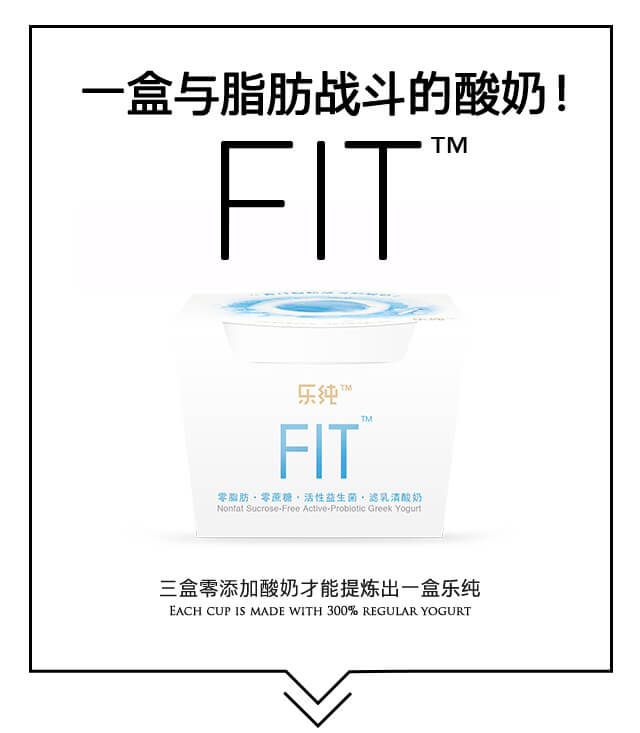 一盒与脂肪战斗的酸奶！
FIT™
乐纯™
FIT™
零脂肪·零蔗糖·活性益生菌·滤乳清酸奶
Nonfat Sucrose-Free Active-Probiotic Greek Yogurt
三盒零添加酸奶才能提炼出一盒乐纯
EACH CUP IS MADE WITH 300% REGULAR YOGURT